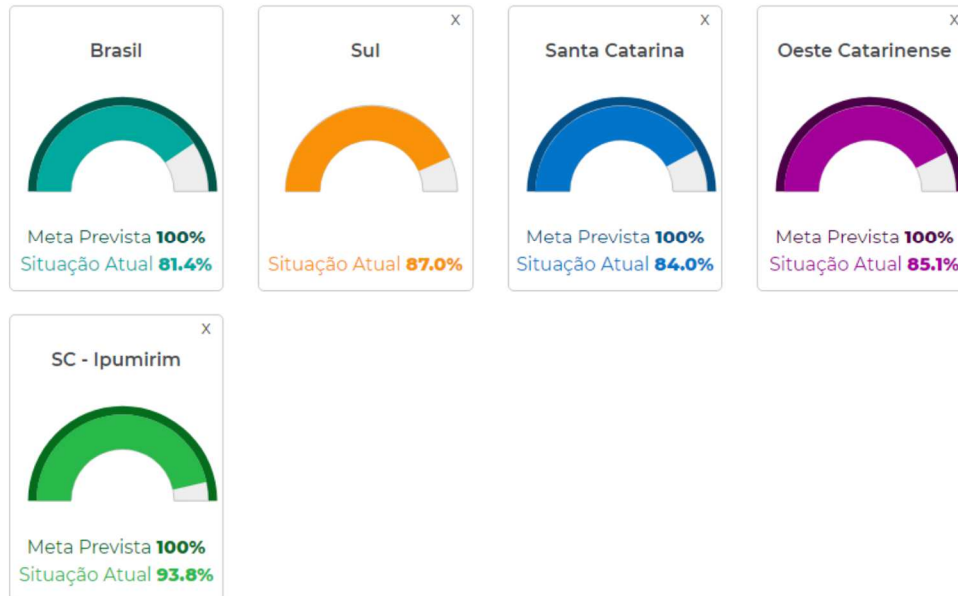 Brasil
Meta Prevista 100%
Situação Atual 81.4%
X
Sul
Situação Atual 87.0%
X
Santa Catarina
Meta Prevista 100%
Situação Atual 84.0%
X
Oeste Catarinense
Meta Prevista 100%
Situação Atual 85.1%
X
SC - Ipumirim
Meta Prevista 100%
Situação Atual 93.8%